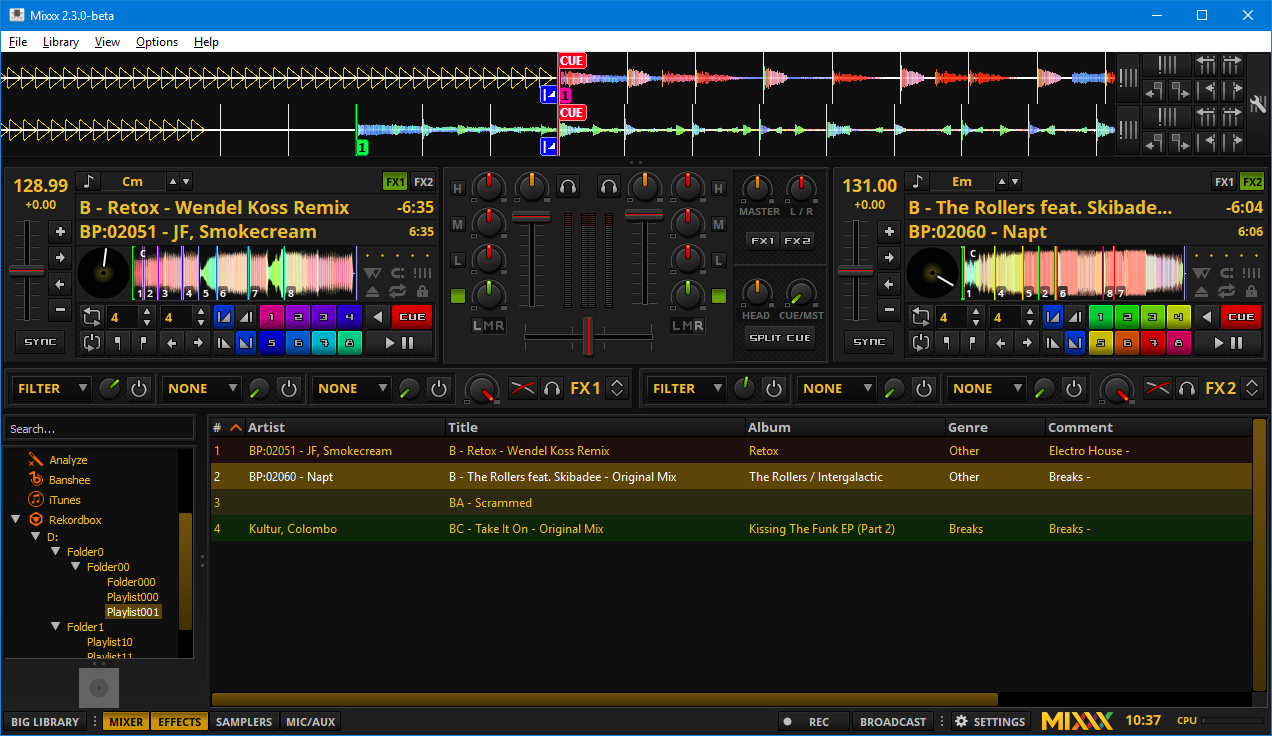 Mixxx 2.3.0-beta
File Library View Options Help
CUE
1
CUE
1
128.99 Cm FX1 FX2
+0.00
B - Retox - Wendel Koss Remix -6:35
BP:02051 - JF, Smokecream 6:35
C
1 2 3 4 5 6 7 8
4 4 1 2 3 4 CUE
SYNC 5 6 7 8
H H
M M
L L
LMR LMR
MASTER L / R
FX1 FX2
HEAD CUE/MST
SPLIT CUE
131.00 Em FX1 FX2
+0.00
B - The Rollers feat. Skibade... -6:04
BP:02060 - Napt 6:06
C
1 4 5 2 6 8 7
4 4 1 2 3 4 CUE
SYNC 5 6 7 8
FILTER NONE NONE FX1 FILTER NONE NONE FX2
Search...
Analyze
Banshee
iTunes
Rekordbox
D:
Folder0
Folder00
Folder000
Playlist000
Playlist001
Folder1
Playlist10
Playlist11
# Artist Title Album Genre Comment
1 BP:02051 - JF, Smokecream B - Retox - Wendel Koss Remix Retox Other Electro House -
2 BP:02060 - Napt B - The Rollers feat. Skibadee - Original Mix The Rollers / Intergalactic Other Breaks -
3 BA - Scrammed
4 Kultur, Colombo BC - Take It On - Original Mix Kissing The Funk EP (Part 2) Breaks Breaks -
BIG LIBRARY MIXER EFFECTS SAMPLERS MIC/AUX REC BROADCAST SETTINGS MIXXX 10:37 CPU